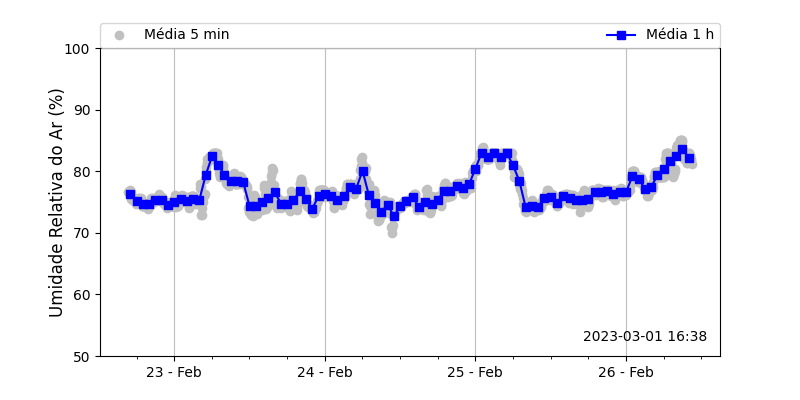 Média 5 min
Média 1 h
Umidade Relativa do Ar (%)
100
90
80
70
60
50
2023-03-01 16:38
23 - Feb
24 - Feb
25 - Feb
26 - Feb